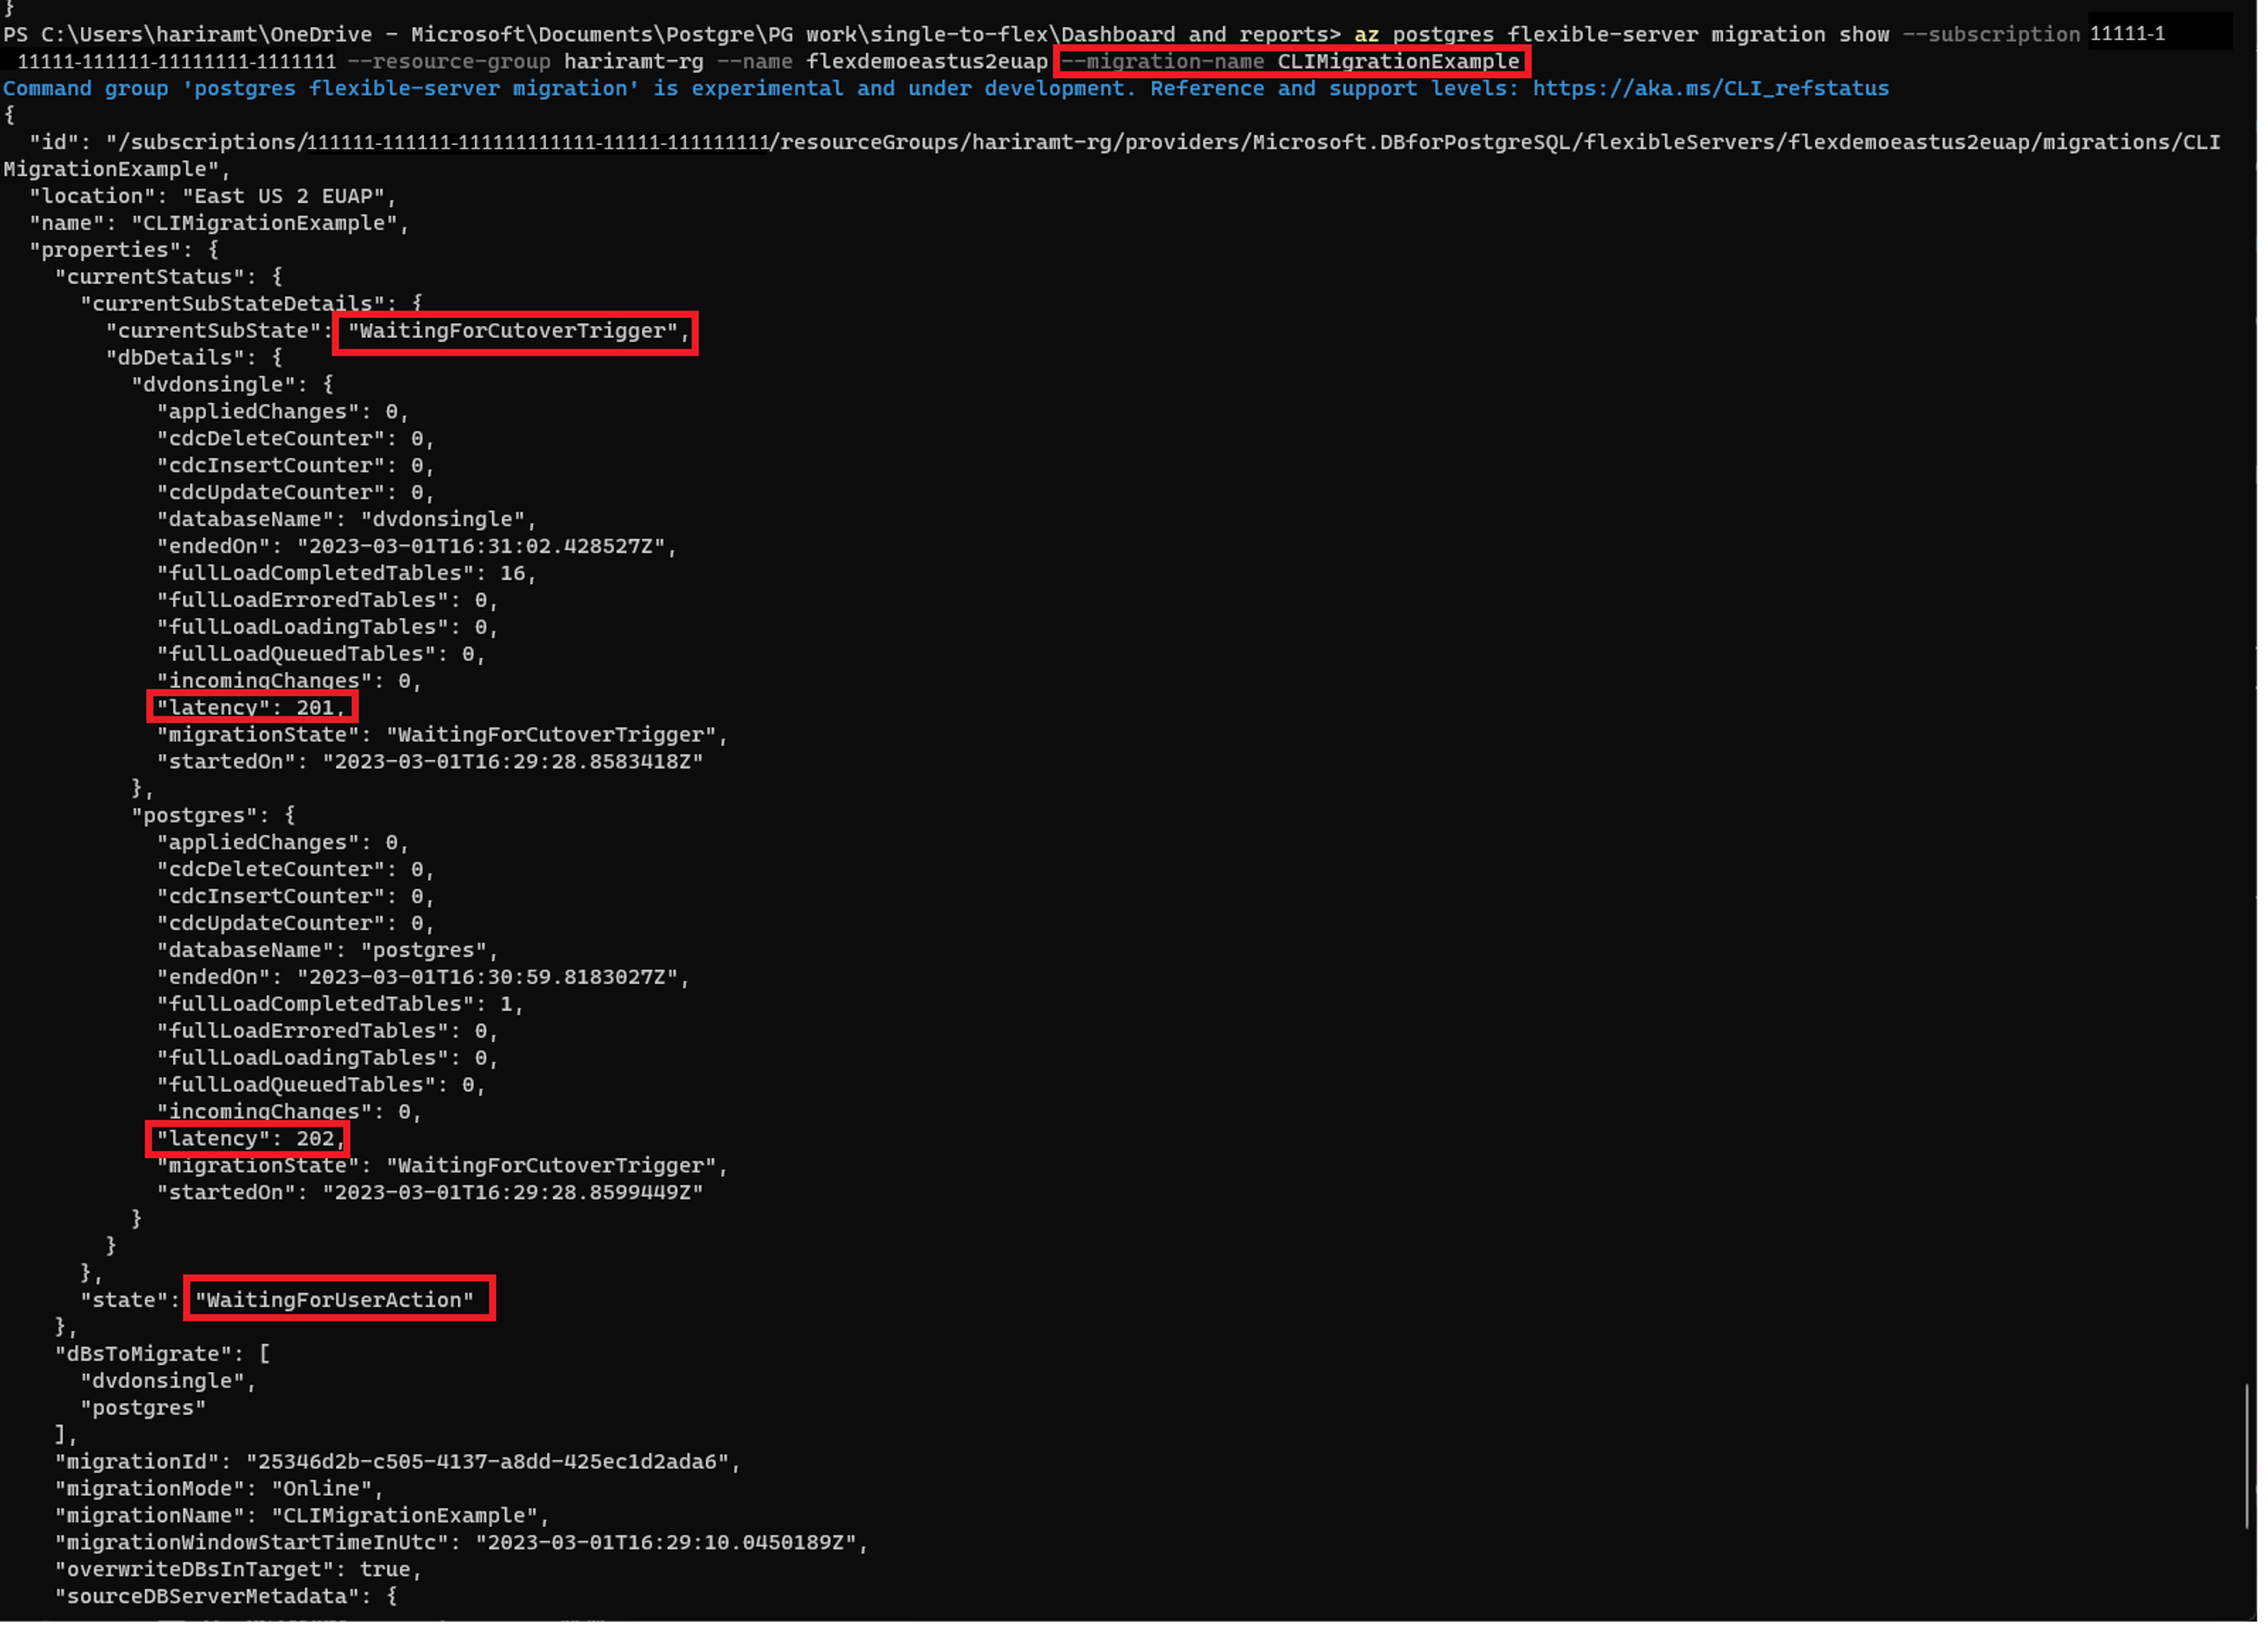 }
PS C:\Users\hariramt\OneDrive - Microsoft\Documents\Postgre\PG work\single-to-flex\Dashboard and reports> az postgres flexible-server migration show --subscription 11111-1
11111-111111-11111111-1111111 --resource-group hariramt-rg --name flexdemoeastus2euap --migration-name CLIMigrationExample
Command group 'postgres flexible-server migration' is experimental and under development. Reference and support levels: https://aka.ms/CLI_refstatus
{
  "id": "/subscriptions/111111-111111-111111111111-11111-111111111/resourceGroups/hariramt-rg/providers/Microsoft.DBforPostgreSQL/flexibleServers/flexdemoeastus2euap/migrations/CLI
MigrationExample",
  "location": "East US 2 EUAP",
  "name": "CLIMigrationExample",
  "properties": {
    "currentStatus": {
      "currentSubStateDetails": {
        "currentSubState": "WaitingForCutoverTrigger",
        "dbDetails": {
          "dvdonsingle": {
            "appliedChanges": 0,
            "cdcDeleteCounter": 0,
            "cdcInsertCounter": 0,
            "cdcUpdateCounter": 0,
            "databaseName": "dvdonsingle",
            "endedOn": "2023-03-01T16:31:02.428527Z",
            "fullLoadCompletedTables": 16,
            "fullLoadErroredTables": 0,
            "fullLoadLoadingTables": 0,
            "fullLoadQueuedTables": 0,
            "incomingChanges": 0,
            "latency": 201,
            "migrationState": "WaitingForCutoverTrigger",
            "startedOn": "2023-03-01T16:29:28.8583418Z"
          },
          "postgres": {
            "appliedChanges": 0,
            "cdcDeleteCounter": 0,
            "cdcInsertCounter": 0,
            "cdcUpdateCounter": 0,
            "databaseName": "postgres",
            "endedOn": "2023-03-01T16:30:59.8183027Z",
            "fullLoadCompletedTables": 1,
            "fullLoadErroredTables": 0,
            "fullLoadLoadingTables": 0,
            "fullLoadQueuedTables": 0,
            "incomingChanges": 0,
            "latency": 202,
            "migrationState": "WaitingForCutoverTrigger",
            "startedOn": "2023-03-01T16:29:28.8599449Z"
          }
        }
      },
      "state": "WaitingForUserAction"
    },
    "dBsToMigrate": [
      "dvdonsingle",
      "postgres"
    ],
    "migrationId": "25346d2b-c505-4137-a8dd-425ec1d2ada6",
    "migrationMode": "Online",
    "migrationName": "CLIMigrationExample",
    "migrationWindowStartTimeInUtc": "2023-03-01T16:29:10.0450189Z",
    "overwriteDBsInTarget": true,
    "sourceDBServerMetadata": {